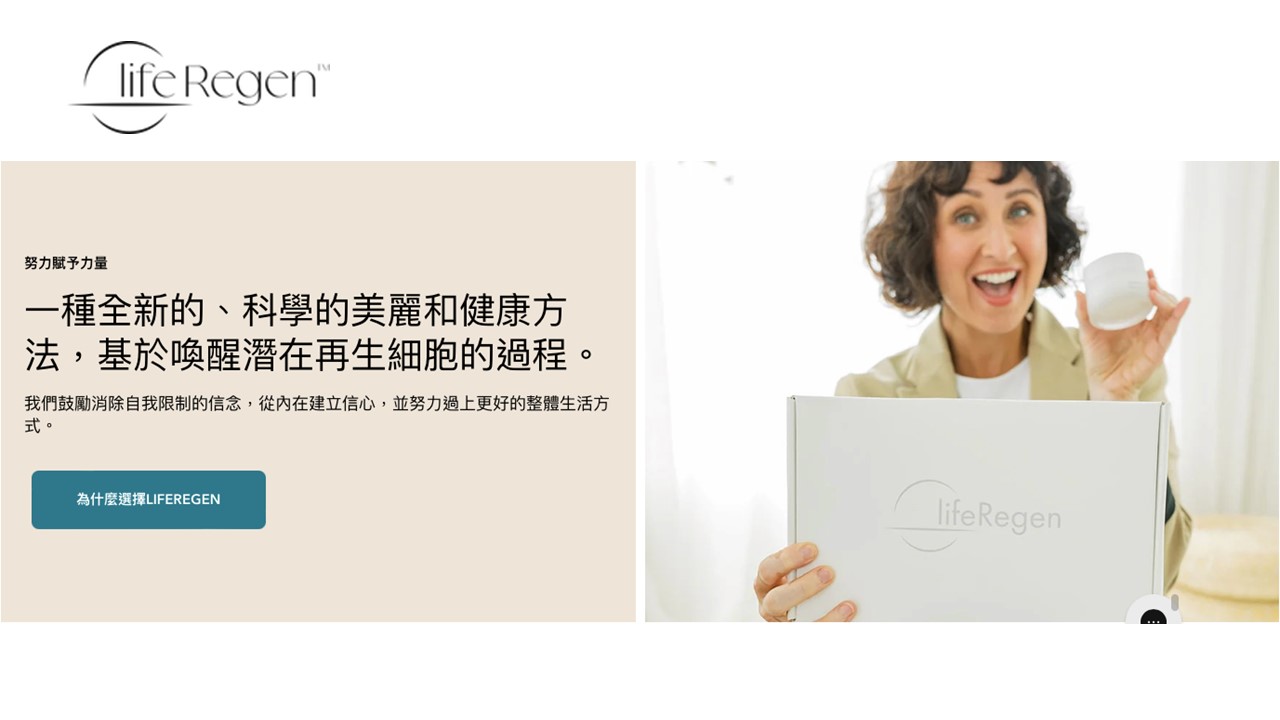 lifeRegen™
努力賦予力量
一種全新的、科學的美麗和健康方
法，基於喚醒潛在再生細胞的過程。
我們鼓勵消除自我限制的信念，從內在建立信心，並努力過上更好的整體生活方
式。
為什麼選擇LIFEREGEN
lifeRegen